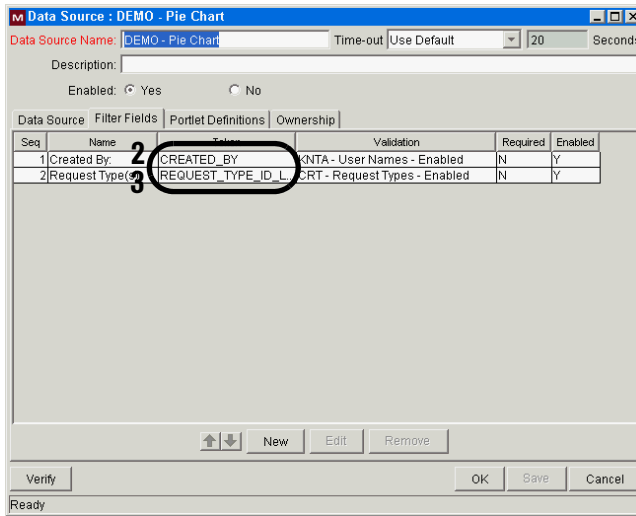 M Data Source : DEMO - Pie Chart
Data Source Name: DEMO - Pie Chart Time-out Use Default 20 Second
Description:
Enabled: Yes No
Data Source Filter Fields Portlet Definitions Ownership
Seq Name Token Validation Required Enabled
1 Created By: 2 CREATED_BY KNTA - User Names - Enabled N Y
2 Request Type(s) 3 REQUEST_TYPE_ID_L... CRT - Request Types - Enabled N Y
New Edit Remove
Verify OK Save Cancel
Ready